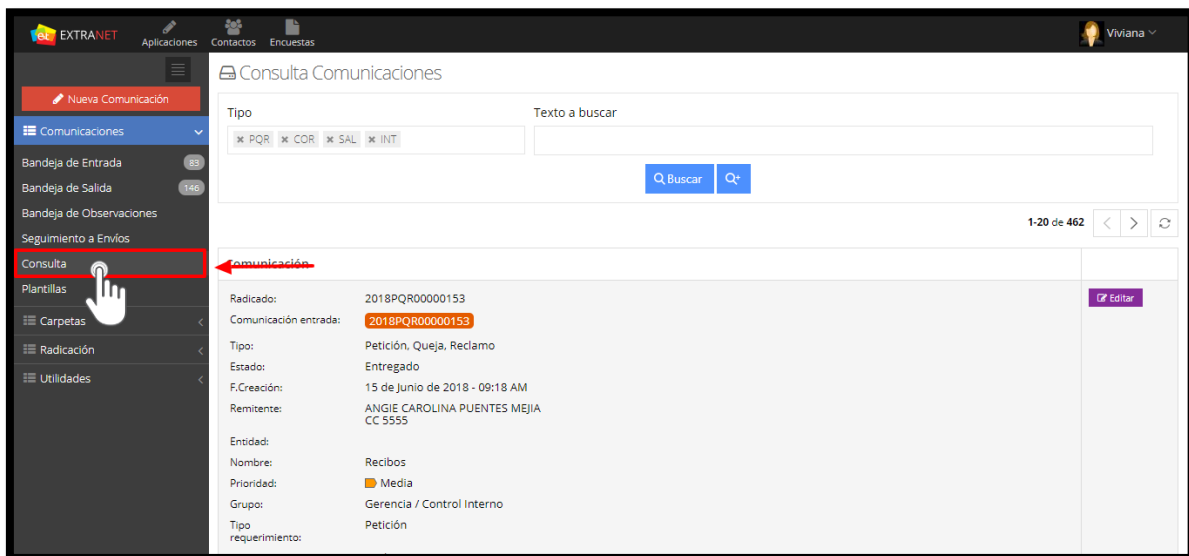 et EXTRANET
Aplicaciones Contactos Encuestas
Viviana
Nueva Comunicación
Comunicaciones
Bandeja de Entrada 83
Bandeja de Salida 146
Bandeja de Observaciones
Seguimiento a Envíos
Consulta
Plantillas
Carpetas
Radicación
Utilidades
Consulta Comunicaciones
Tipo
Texto a buscar
PQR COR SAL INT
Buscar
1-20 de 462
Comunicación
Radicado: 2018PQR00000153
Editar
Comunicación entrada: 2018PQR00000153
Tipo: Petición, Queja, Reclamo
Estado: Entregado
F.Creación: 15 de Junio de 2018 - 09:18 AM
Remitente: ANGIE CAROLINA PUENTES MEJIA
CC 5555
Entidad:
Nombre: Recibos
Prioridad: Media
Grupo: Gerencia / Control Interno
Tipo Petición
requerimiento: